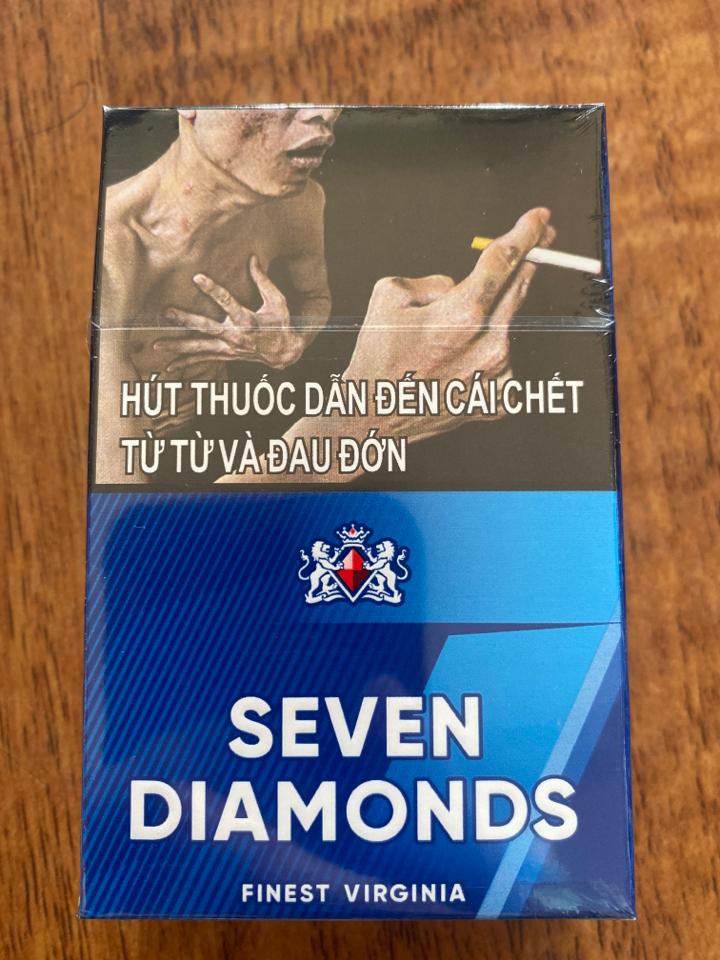 HÚT THUỐC DẪN ĐẾN CÁI CHẾT
TỪ TỪ VÀ ĐAU ĐỚN
SEVEN
DIAMONDS
FINEST VIRGINIA